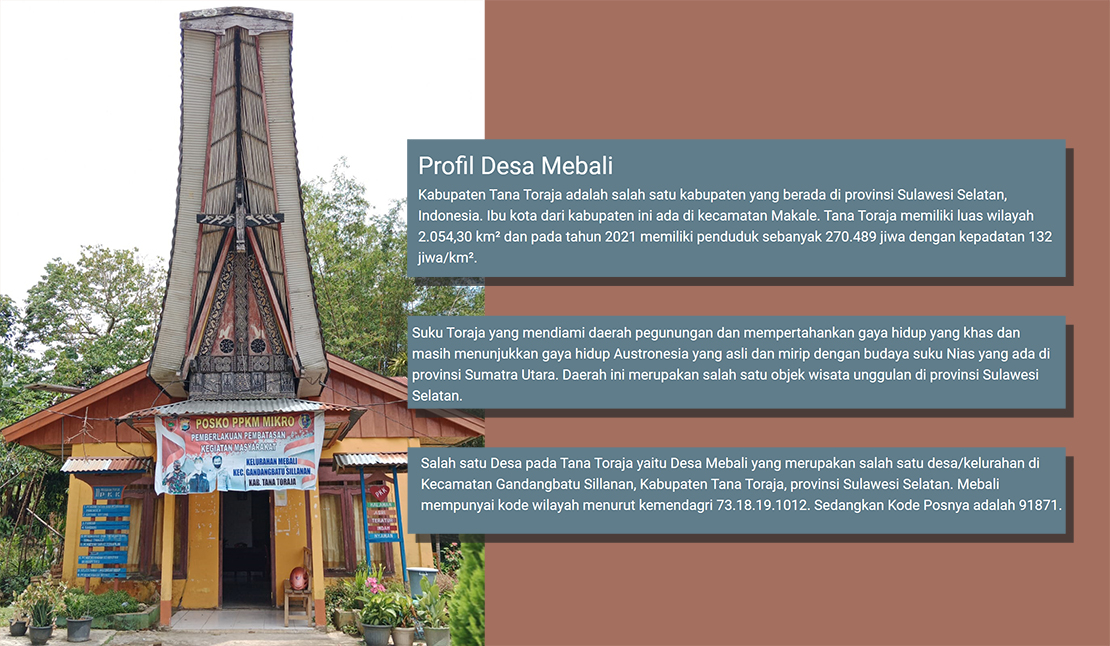 Profil Desa Mebali
Kabupaten Tana Toraja adalah salah satu kabupaten yang berada di provinsi Sulawesi Selatan,
Indonesia. Ibu kota dari kabupaten ini ada di kecamatan Makale. Tana Toraja memiliki luas wilayah
2.054,30 km² dan pada tahun 2021 memiliki penduduk sebanyak 270.489 jiwa dengan kepadatan 132
jiwa/km².
Suku Toraja yang mendiami daerah pegunungan dan mempertahankan gaya hidup yang khas dan
masih menunjukkan gaya hidup Austronesia yang asli dan mirip dengan budaya suku Nias yang ada di
provinsi Sumatra Utara. Daerah ini merupakan salah satu objek wisata unggulan di provinsi Sulawesi
Selatan.
Salah satu Desa pada Tana Toraja yaitu Desa Mebali yang merupakan salah satu desa/kelurahan di
Kecamatan Gandangbatu Sillanan, Kabupaten Tana Toraja, provinsi Sulawesi Selatan. Mebali
mempunyai kode wilayah menurut kemendagri 73.18.19.1012. Sedangkan Kode Posnya adalah 91871.
POSKO PPKM MIKRO
PEMBERLAKUAN PEMBATASAN
KEGIATAN MASYARAKAT
KELURAHAN MEBALI
KEC. GANDANGBATU SILLANAN
KAB. TANA TORAJA
PKK
TERATUR
INDAH
NYAMAN